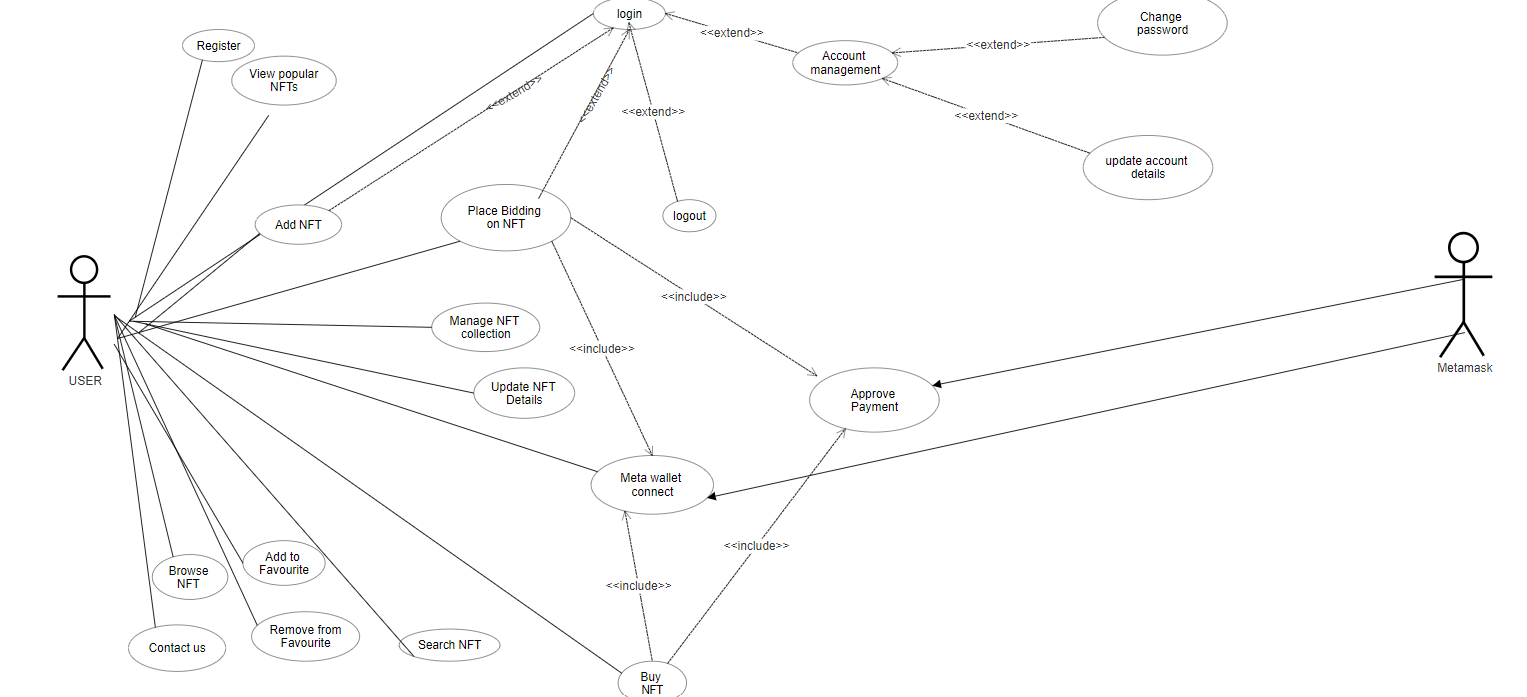 login
Change
password
<<extend>>
<<extend>>
Register
Account
management
View popular
NFTs
<<extend>>
<<extend>>
<<extend>>
<<extend>>
update account
details
Place Bidding
on NFT
logout
Add NFT
<<include>>
Manage NFT
collection
<<include>>
Metamask
USER
Update NFT
Details
Approve
Payment
Meta wallet
connect
<<include>>
Add to
Favourite
Browse
NFT
<<include>>
Remove from
Favourite
Contact us
Search NFT
Buy
NFT